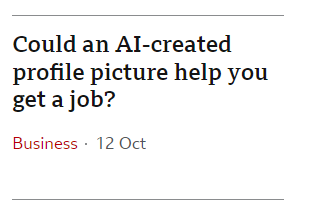 Could an AI-created
profile picture help you
get a job?
Business · 12 Oct